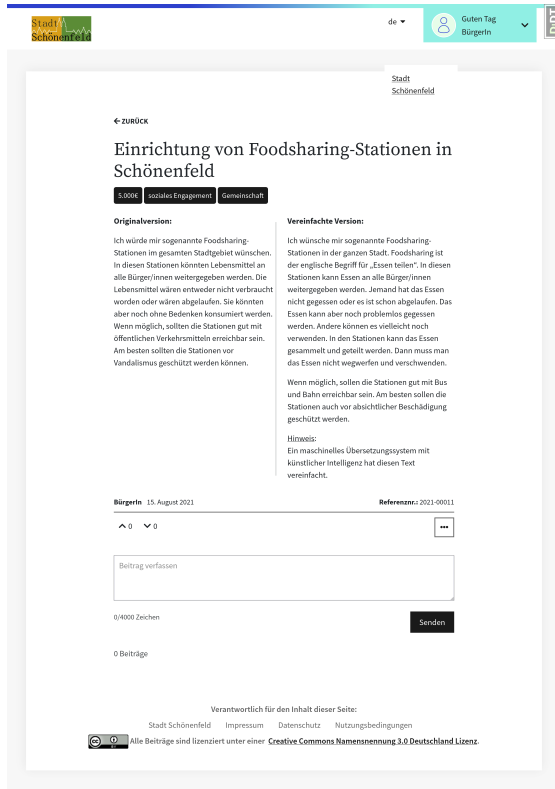 Stadt
Schönenfeld
de
Guten Tag
BürgerIn
Stadt
Schönenfeld
ZURÜCK
Einrichtung von Foodsharing-Stationen in
Schönenfeld
5.000€ soziales Engagement Gemeinschaft
Originalversion:
Ich würde mir sogenannte Foodsharing-
Stationen im gesamten Stadtgebiet wünschen.
In diesen Stationen könnten Lebensmittel an
alle Bürger/innen weitergegeben werden. Die
Lebensmittel wären entweder nicht verbraucht
worden oder wären abgelaufen. Sie könnten
aber noch ohne Bedenken konsumiert werden.
Wenn möglich, sollten die Stationen gut mit
öffentlichen Verkehrsmitteln erreichbar sein.
Am besten sollten die Stationen vor
Vandalismus geschützt werden können.
Vereinfachte Version:
Ich wünsche mir sogenannte Foodsharing-
Stationen in der ganzen Stadt. Foodsharing ist
der englische Begriff für „Essen teilen“. In diesen
Stationen kann Essen an alle Bürger/innen
weitergegeben werden. Jemand hat das Essen
nicht gegessen oder es ist schon abgelaufen. Das
Essen kann aber noch problemlos gegessen
werden. Andere können es vielleicht noch
verwenden. In den Stationen kann das Essen
gesammelt und geteilt werden. Dann muss man
das Essen nicht wegwerfen und verschwenden.
Wenn möglich, sollen die Stationen gut mit Bus
und Bahn erreichbar sein. Am besten sollen die
Stationen auch vor absichtlicher Beschädigung
geschützt werden.
Hinweis:
Ein maschinelles Übersetzungssystem mit
künstlicher Intelligenz hat diesen Text
vereinfacht.
BürgerIn 15. August 2021 Referenznr.: 2021-00011
0 0
Beitrag verfassen
0/4000 Zeichen
Senden
0 Beiträge
Verantwortlich für den Inhalt dieser Seite:
Stadt Schönenfeld Impressum Datenschutz Nutzungsbedingungen
Alle Beiträge sind lizenziert unter einer Creative Commons Namensnennung 3.0 Deutschland Lizenz.